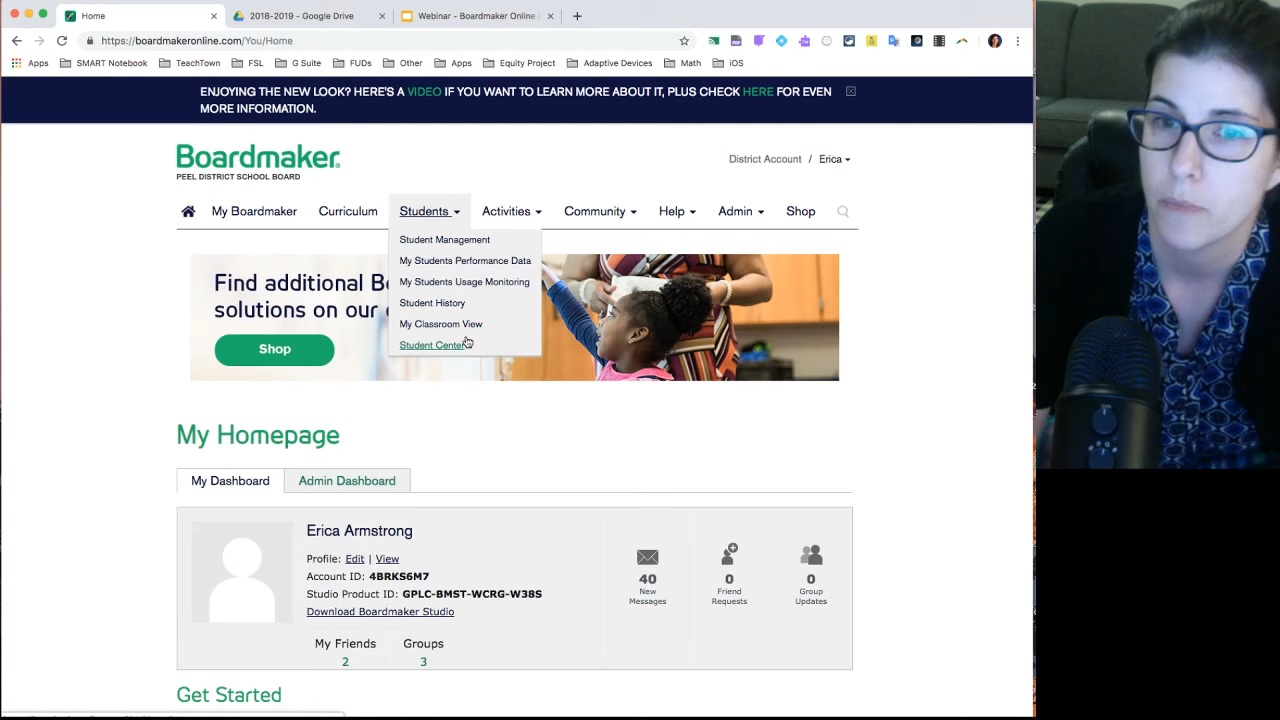 Home
2018-2019 - Google Drive
Webinar - Boardmaker Online
https://boardmakeronline.com/You/Home
Apps
SMART Notebook
TeachTown
FSL
G Suite
FUDs
Other
Apps
Equity Project
Adaptive Devices
Math
iOS
ENJOYING THE NEW LOOK? HERE'S A VIDEO IF YOU WANT TO LEARN MORE ABOUT IT, PLUS CHECK HERE FOR EVEN
MORE INFORMATION.
Boardmaker
PEEL DISTRICT SCHOOL BOARD
District Account / Erica
My Boardmaker
Curriculum
Students
Activities
Community
Help
Admin
Shop
Student Management
My Students Performance Data
My Students Usage Monitoring
Student History
My Classroom View
Student Center
Find additional Bo
solutions on our
Shop
My Homepage
My Dashboard
Admin Dashboard
Erica Armstrong
Profile: Edit | View
Account ID: 4BRKS6M7
Studio Product ID: GPLC-BMST-WCRG-W38S
Download Boardmaker Studio
My Friends
2
Groups
3
40
New
Messages
0
Friend
Requests
0
Group
Updates
Get Started